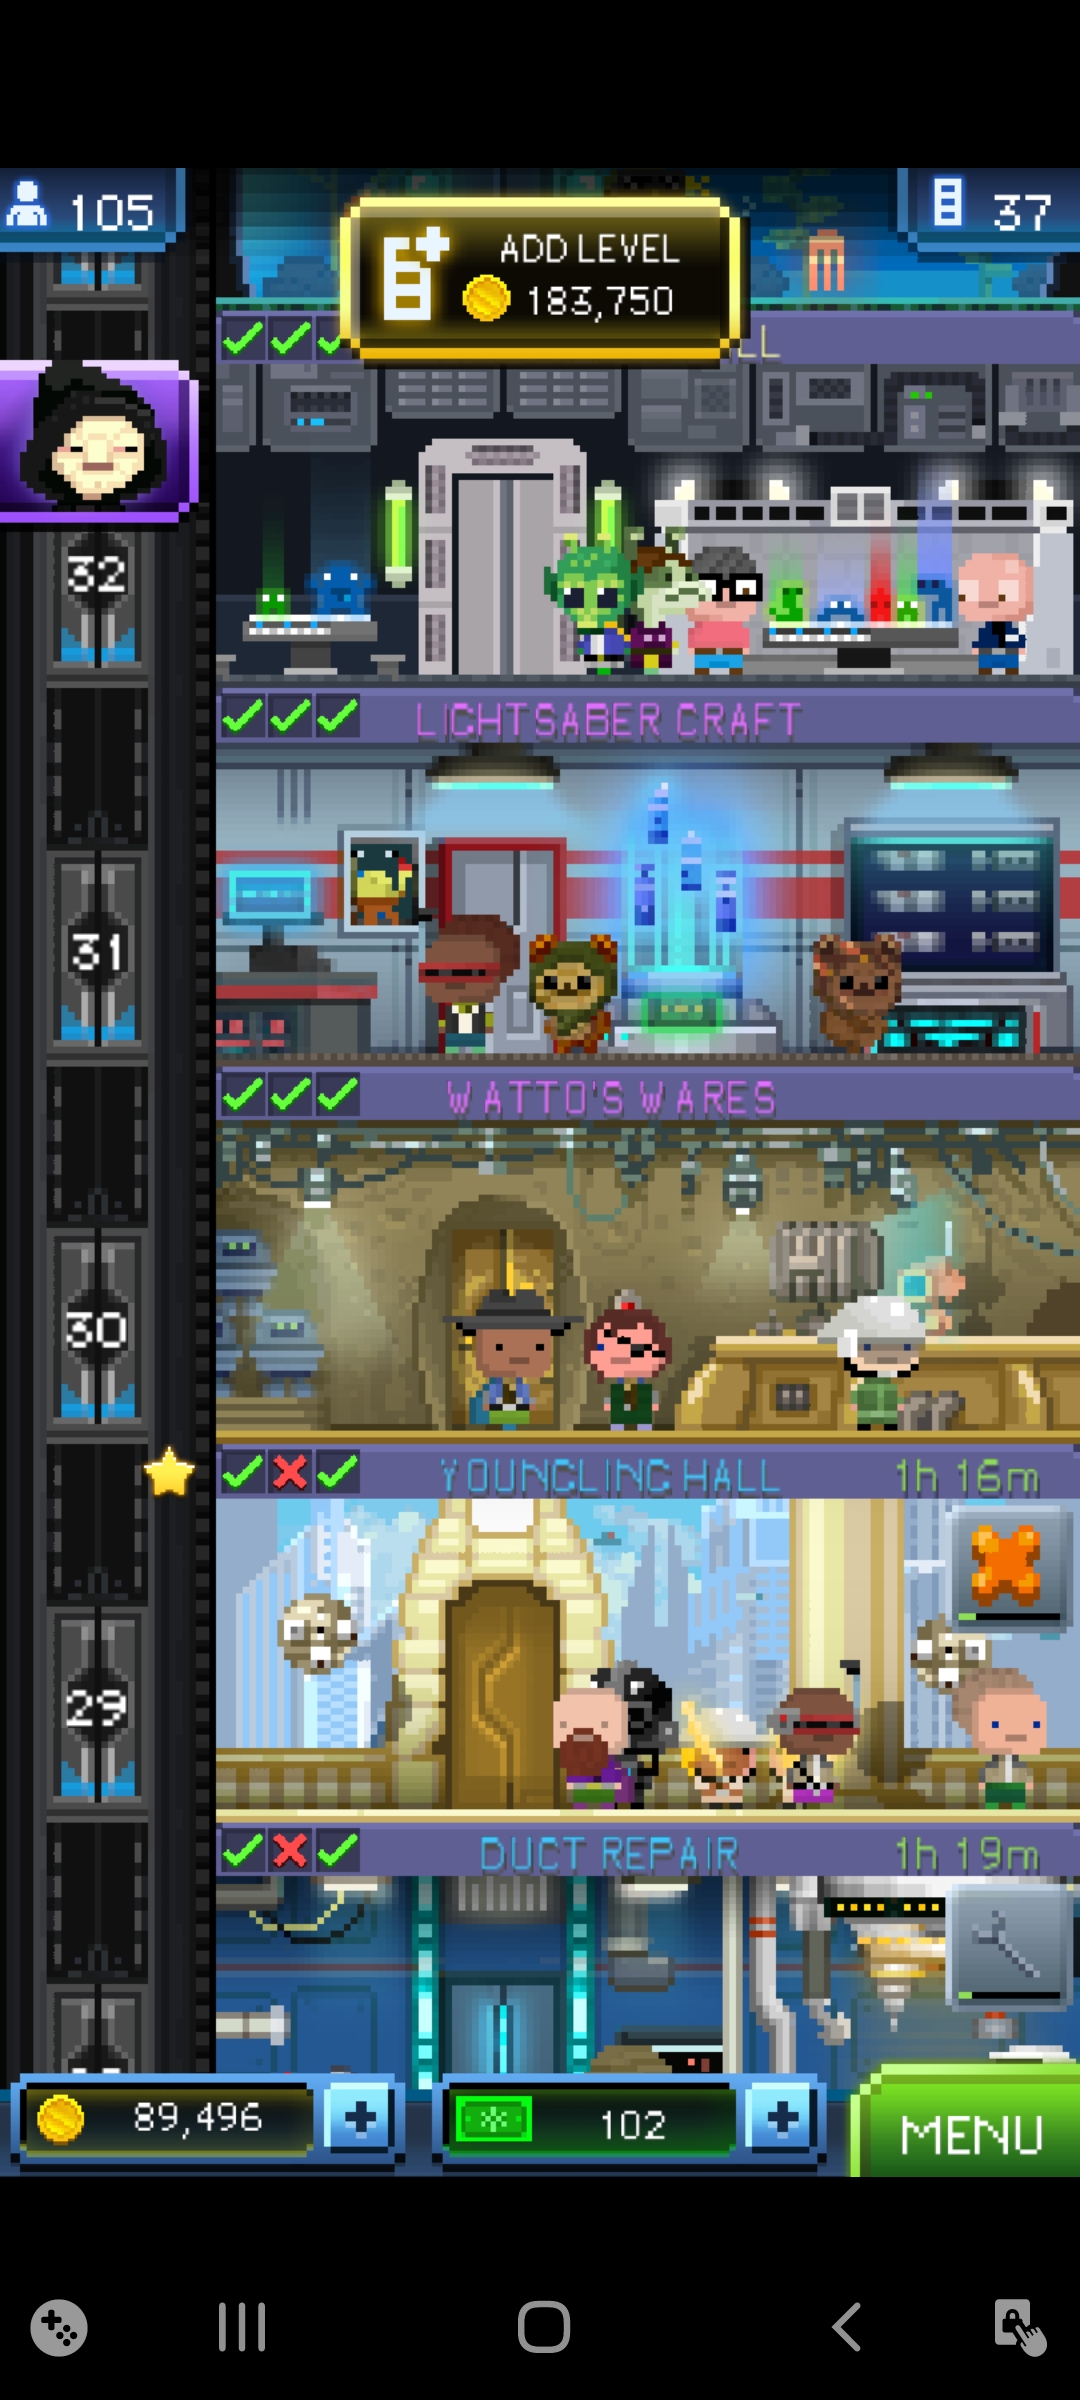 105
ADD LEVEL
183,750
37
LL
32
LIGHTSABER CRAFT
31
WATTO'S WARES
30
YOUNGLING HALL
1h 16m
29
DUCT REPAIR
1h 19m
89,496
102
MENU